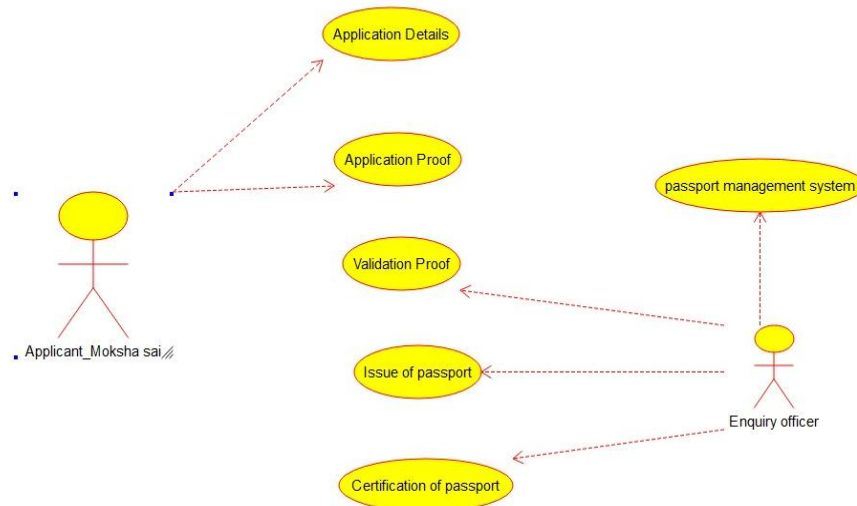 Application Details
Application Proof
passport management system
Validation Proof
Applicant_Moksha sai
Issue of passport
Enquiry officer
Certification of passport